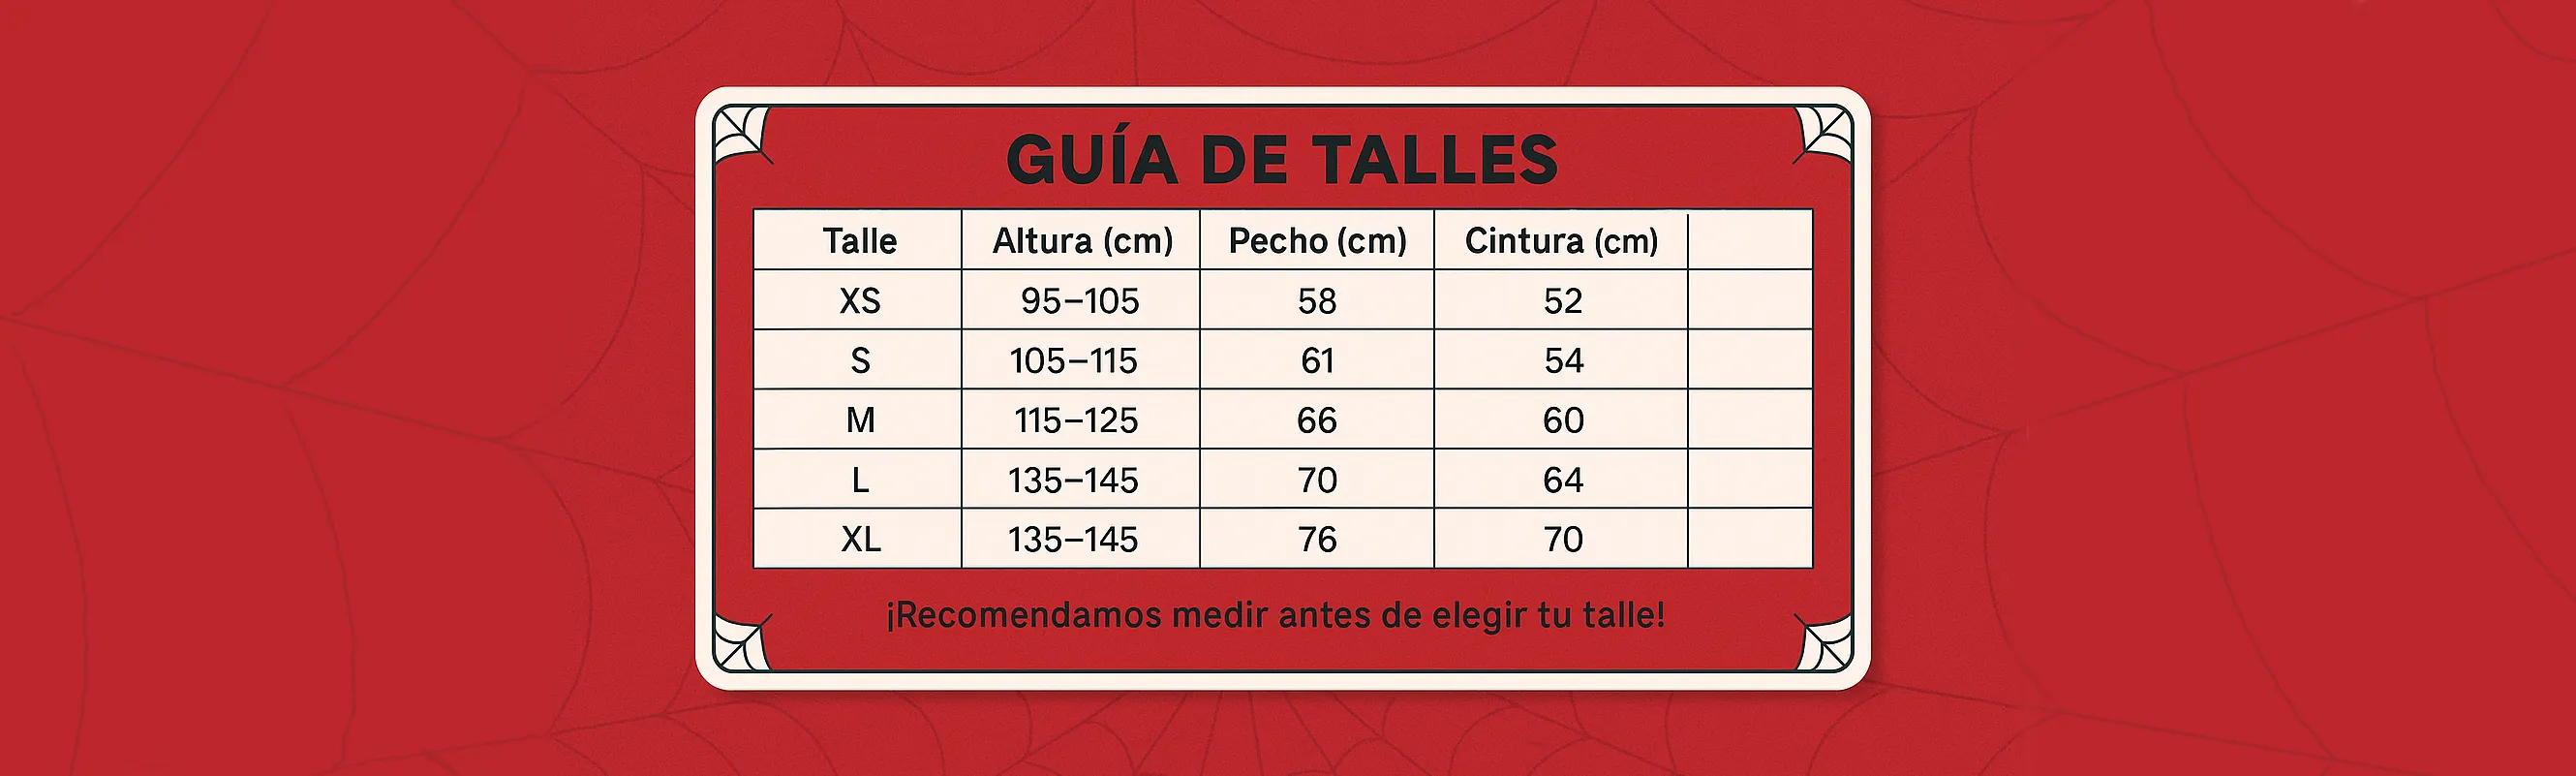 GUÍA DE TALLES
Talle Altura (cm) Pecho (cm) Cintura (cm)
XS 95–105 58 52
S 105–115 61 54
M 115–125 66 60
L 135–145 70 64
XL 135–145 76 70
¡Recomendamos medir antes de elegir tu talle!